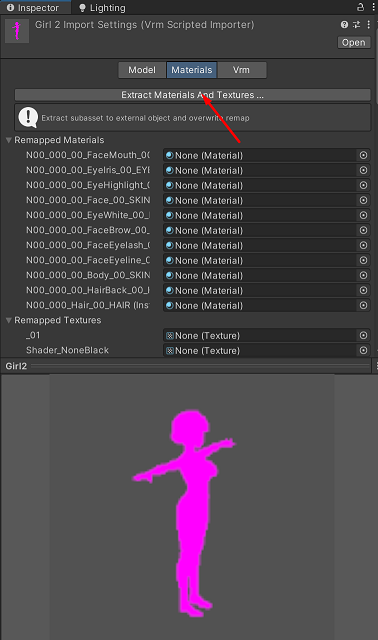 Inspector
Lighting
Girl 2 Import Settings (Vrm Scripted Importer)
Open
Model
Materials
Vrm
Extract Materials And Textures ...
Extract subasset to external object and overwrite remap
Remapped Materials
N00_000_00_FaceMouth_0( None (Material)
N00_000_00_EyeIris_00_EYE None (Material)
N00_000_00_EyeHighlight_0 None (Material)
N00_000_00_Face_00_SKIN None (Material)
N00_000_00_EyeWhite_00_ None (Material)
N00_000_00_FaceBrow_00_ None (Material)
N00_000_00_FaceEyelash_0 None (Material)
N00_000_00_FaceEyeline_0 None (Material)
N00_000_00_Body_00_SKIN None (Material)
N00_000_00_HairBack_00_ None (Material)
N00_000_Hair_00_HAIR (Ins None (Material)
Remapped Textures
_01 None (Texture)
Shader_NoneBlack None (Texture)
Girl2